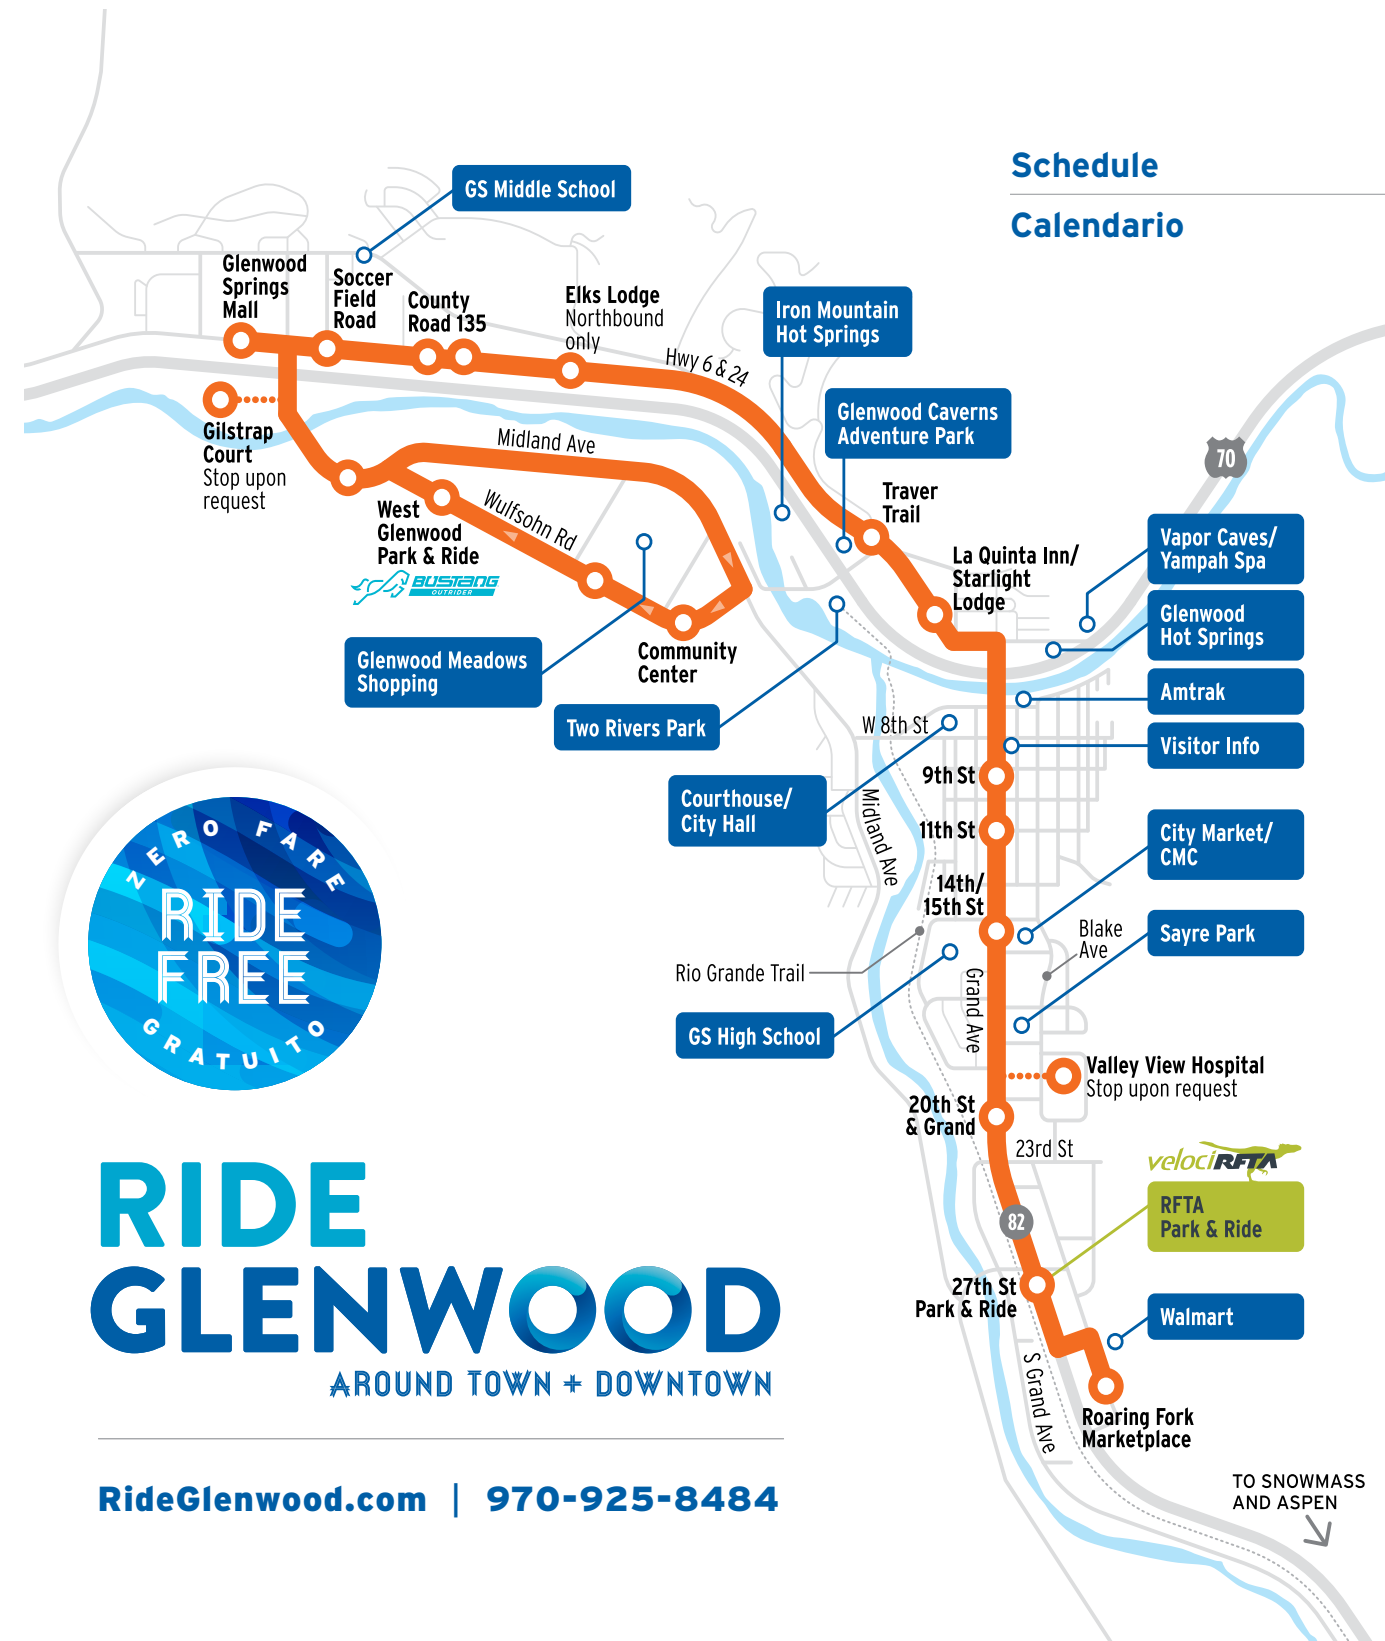 Schedule
Calendario
GS Middle School
Glenwood
Springs
Mall
Soccer
Field
Road
County
Road 135
Elks Lodge
Northbound
only
Hwy 6 & 24
Iron Mountain
Hot Springs
Glenwood Caverns
Adventure Park
Gilstrap
Court
Stop upon
request
Midland Ave
70
West
Glenwood
Park & Ride
BUSTANG
OUTRIDER
Wulfsohn Rd
Traver
Trail
La Quinta Inn/
Starlight
Lodge
Vapor Caves/
Yampah Spa
Glenwood
Hot Springs
Community
Center
Glenwood Meadows
Shopping
Two Rivers Park
Amtrak
Visitor Info
W 8th St
9th St
Courthouse/
City Hall
Midland Ave
11th St
City Market/
CMC
14th/
15th St
Blake
Ave
Sayre Park
Rio Grande Trail
Grand Ave
GS High School
Valley View Hospital
Stop upon request
20th St
& Grand
23rd St
velociRFTA
RFTA
Park & Ride
82
27th St
Park & Ride
Walmart
S Grand Ave
Roaring Fork
Marketplace
TO SNOWMASS
AND ASPEN
ZERO FARE
RIDE
FREE
GRATUITO
RIDE
GLENWOOD
AROUND TOWN + DOWNTOWN
RideGlenwood.com | 970-925-8484